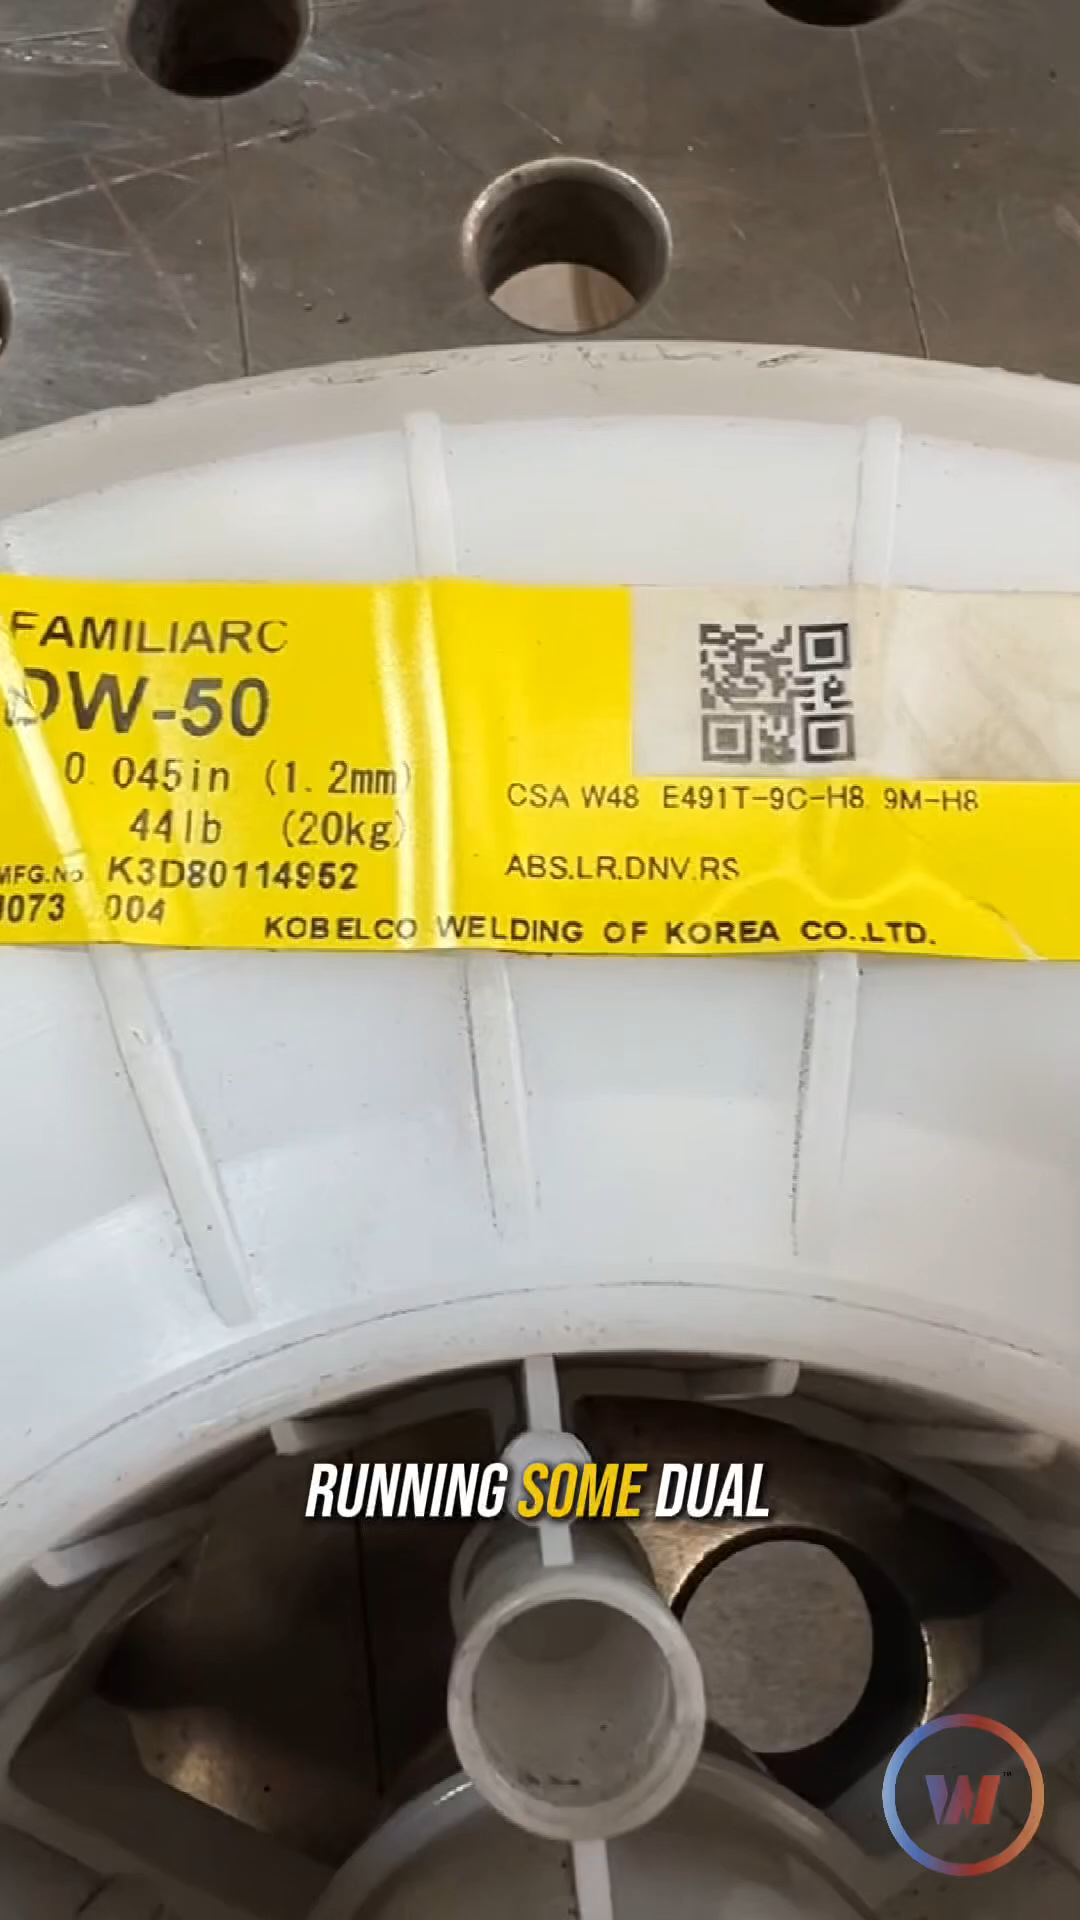 FAMILIARC
DW-50
0.045in (1.2mm)
44lb (20kg)
MFG.No. K3D80114952
004
CSA W48 E491T-9C-H8 9M-H8
ABS.LR.DNV.RS
KOBELCO WELDING OF KOREA CO.,LTD.
RUNNING SOME DUAL
W
TM